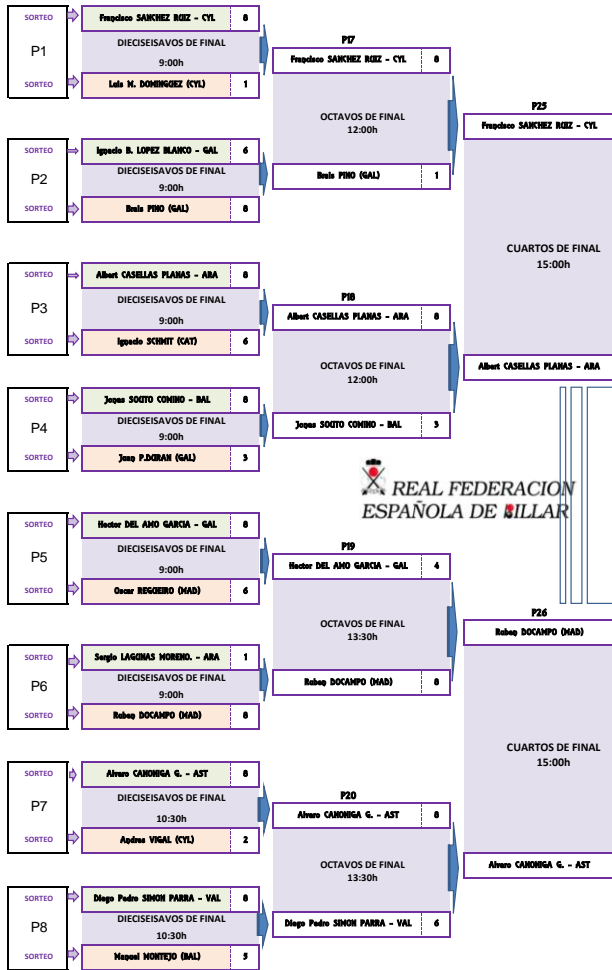 SORTEO
Francisco SANCHEZ RUIZ - CYL 8
P1
DIECISEISAVOS DE FINAL
9:00h
SORTEO
Luis M. DOMINGUEZ (CYL) 1
P17
Francisco SANCHEZ RUIZ - CYL 8
OCTAVOS DE FINAL
12:00h
SORTEO
Ignacio B. LOPEZ BLANCO - GAL 6
P2
DIECISEISAVOS DE FINAL
9:00h
SORTEO
Brais PINO (GAL) 8
Brais PINO (GAL) 1
P25
Francisco SANCHEZ RUIZ - CYL
CUARTOS DE FINAL
15:00h
SORTEO
Albert CASELLAS PLANAS - ARA 8
P3
DIECISEISAVOS DE FINAL
9:00h
SORTEO
Ignacio SCHMIT (CAT) 6
P18
Albert CASELLAS PLANAS - ARA 8
OCTAVOS DE FINAL
12:00h
Albert CASELLAS PLANAS - ARA
SORTEO
Jonas SOUTO COMINO - BAL 8
P4
DIECISEISAVOS DE FINAL
9:00h
SORTEO
Juan P.DURAN (GAL) 3
Jonas SOUTO COMINO - BAL 3
REAL FEDERACION
ESPAÑOLA DE BILLAR
SORTEO
Hector DEL AMO GARCIA - GAL 8
P5
DIECISEISAVOS DE FINAL
9:00h
SORTEO
Oscar REGUEIRO (MAD) 6
P19
Hector DEL AMO GARCIA - GAL 4
OCTAVOS DE FINAL
13:30h
SORTEO
Sergio LAGUNAS MORENO. - ARA 1
P6
DIECISEISAVOS DE FINAL
9:00h
SORTEO
Ruben DOCAMPO (MAD) 8
Ruben DOCAMPO (MAD) 8
P26
Ruben DOCAMPO (MAD)
CUARTOS DE FINAL
15:00h
SORTEO
Alvaro CANONIGA G. - AST 8
P7
DIECISEISAVOS DE FINAL
10:30h
SORTEO
Andres VIGAL (CYL) 2
P20
Alvaro CANONIGA G. - AST 8
OCTAVOS DE FINAL
13:30h
Alvaro CANONIGA G. - AST
SORTEO
Diego Pedro SIMON PARRA - VAL 8
P8
DIECISEISAVOS DE FINAL
10:30h
SORTEO
Manuel MONTEJO (BAL) 5
Diego Pedro SIMON PARRA - VAL 6